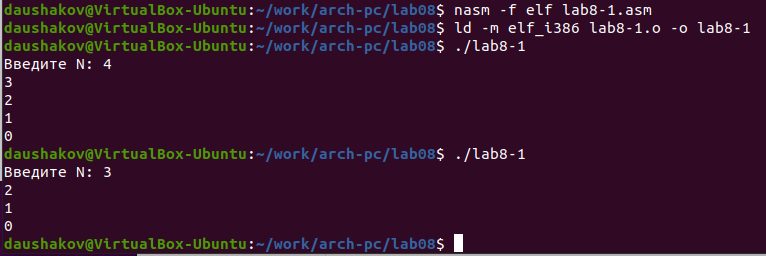 daushakov@VirtualBox-Ubuntu:~/work/arch-pc/lab08$ nasm -f elf lab8-1.asm
daushakov@VirtualBox-Ubuntu:~/work/arch-pc/lab08$ ld -m elf_i386 lab8-1.o -o lab8-1
daushakov@VirtualBox-Ubuntu:~/work/arch-pc/lab08$ ./lab8-1
Введите N: 4
3
2
1
0
daushakov@VirtualBox-Ubuntu:~/work/arch-pc/lab08$ ./lab8-1
Введите N: 3
2
1
0
daushakov@VirtualBox-Ubuntu:~/work/arch-pc/lab08$